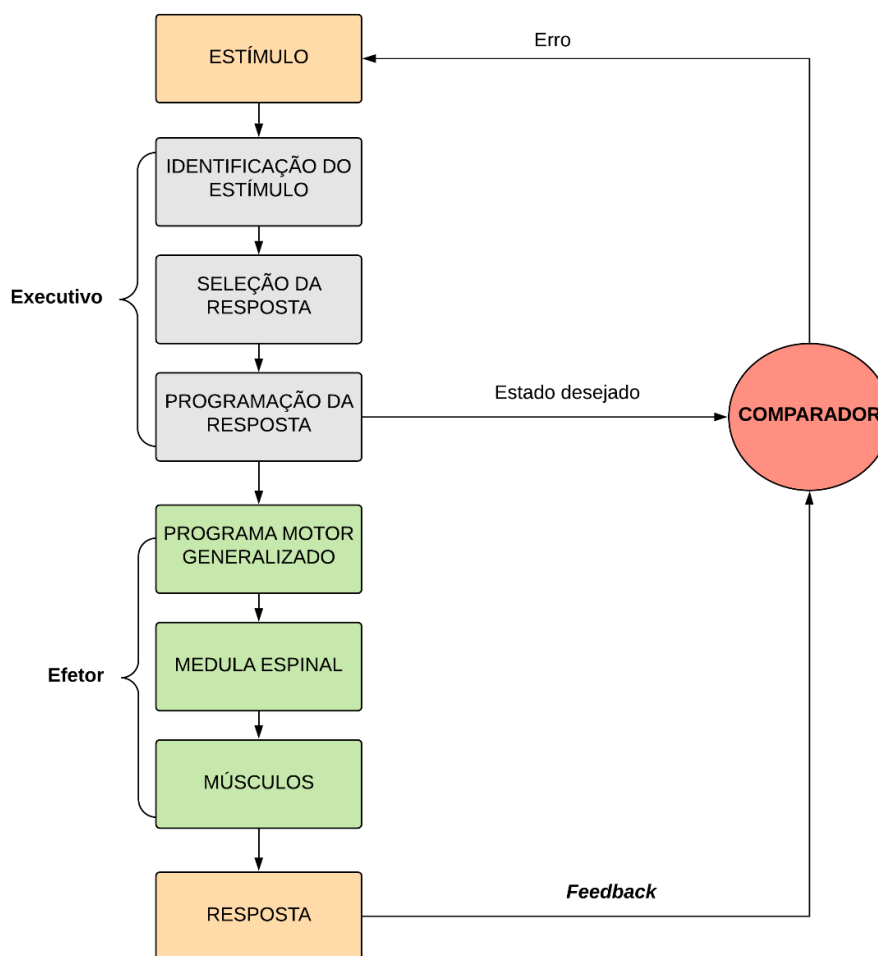 ESTÍMULO
Erro
IDENTIFICAÇÃO DO
ESTÍMULO
Executivo
SELEÇÃO DA
RESPOSTA
PROGRAMAÇÃO DA
RESPOSTA
Estado desejado
COMPARADOR
PROGRAMA MOTOR
GENERALIZADO
Efetor
MEDULA ESPINAL
MÚSCULOS
RESPOSTA
Feedback